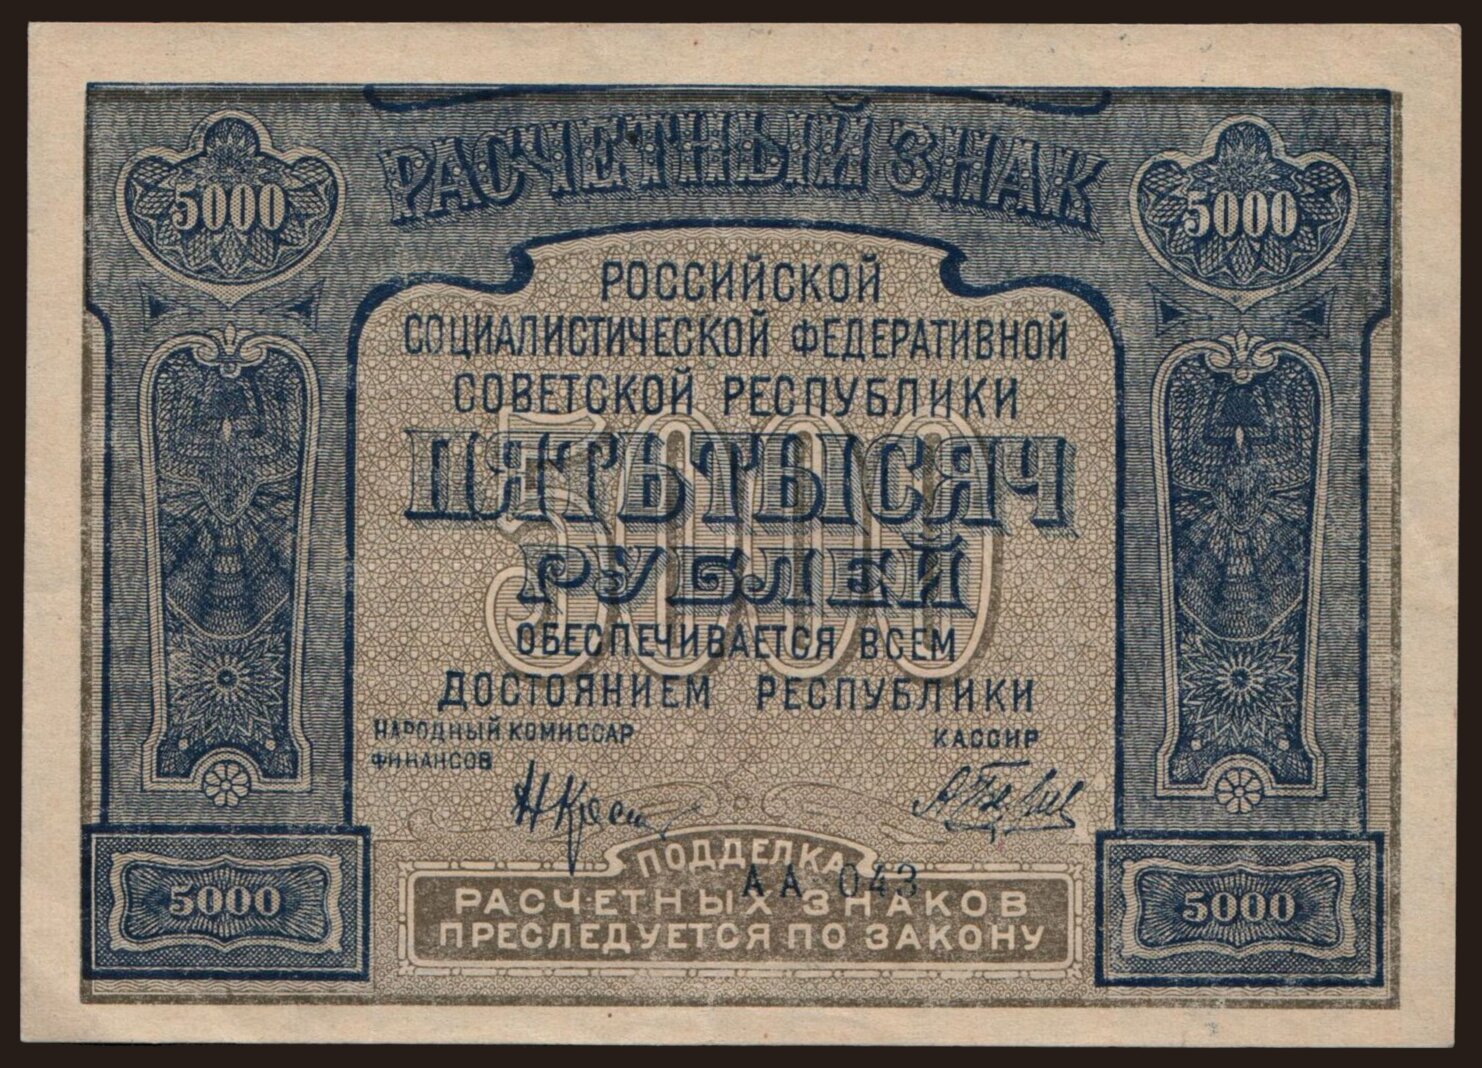 РАСЧЕТНЫЙ ЗНАК
5000 5000
РОССИЙСКОЙ
СОЦИАЛИСТИЧЕСКОЙ ФЕДЕРАТИВНОЙ
СОВЕТСКОЙ РЕСПУБЛИКИ
5000
ПЯТЬ ТЫСЯЧ
РУБЛЕЙ
ОБЕСПЕЧИВАЕТСЯ ВСЕМ
ДОСТОЯНИЕМ РЕСПУБЛИКИ
НАРОДНЫЙ КОМИССАР
ФИНАНСОВ
КАССИР
ПОДДЕЛКА
АА 043
РАСЧЕТНЫХ ЗНАКОВ
ПРЕСЛЕДУЕТСЯ ПО ЗАКОНУ
5000 5000